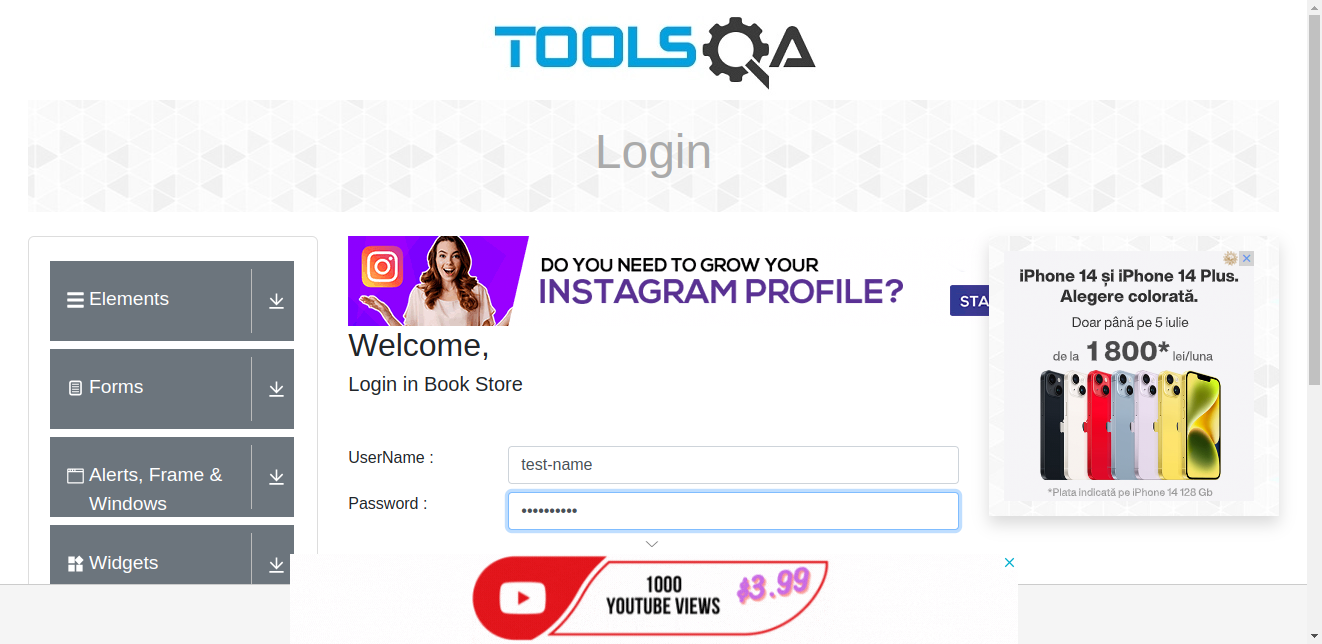 TOOLSQA
Login
Elements
Forms
Alerts, Frame &
Windows
Widgets
DO YOU NEED TO GROW YOUR
INSTAGRAM PROFILE?
STA
Welcome,
Login in Book Store
UserName :
test-name
Password :
••••••••••
iPhone 14 și iPhone 14 Plus.
Alegere colorată.
Doar până pe 5 iulie
de la 1 800* lei/luna
*Plata indicată pe iPhone 14 128 Gb
1000
YOUTUBE VIEWS
$3.99